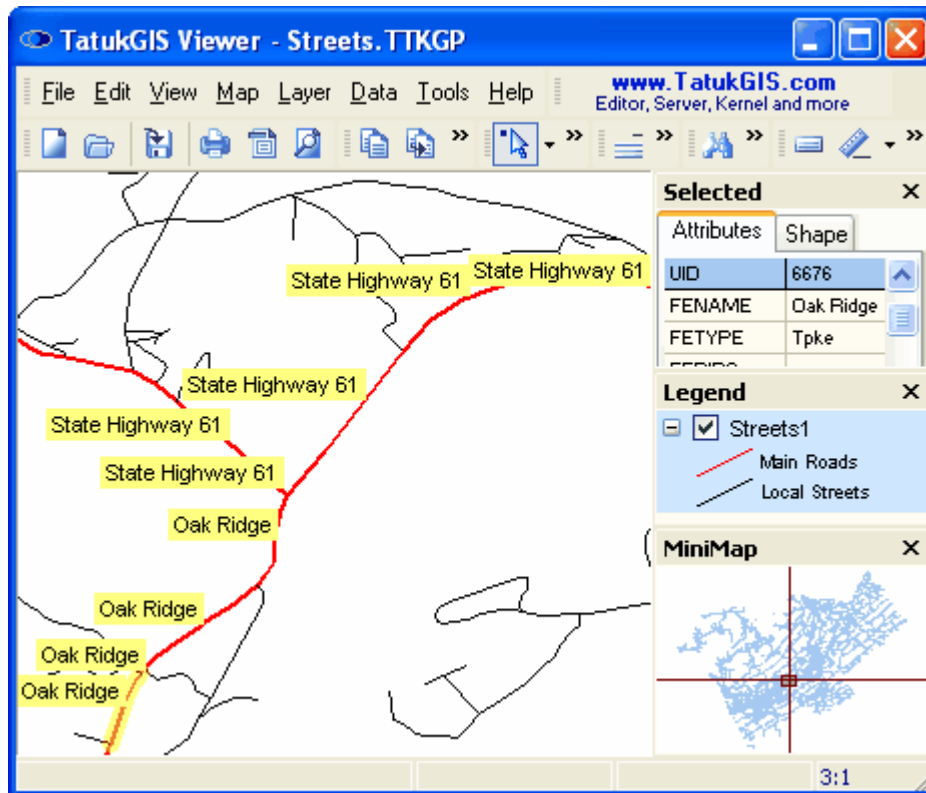 TatukGIS Viewer - Streets.TTKGP
File Edit View Map Layer Data Tools Help
www.TatukGIS.com
Editor, Server, Kernel and more
Selected
Attributes Shape
UID 6676
FENAME Oak Ridge
FETYPE Tpke
State Highway 61
State Highway 61
State Highway 61
State Highway 61
State Highway 61
Oak Ridge
Oak Ridge
Oak Ridge
Oak Ridge
Legend
Streets1
Main Roads
Local Streets
MiniMap
3:1